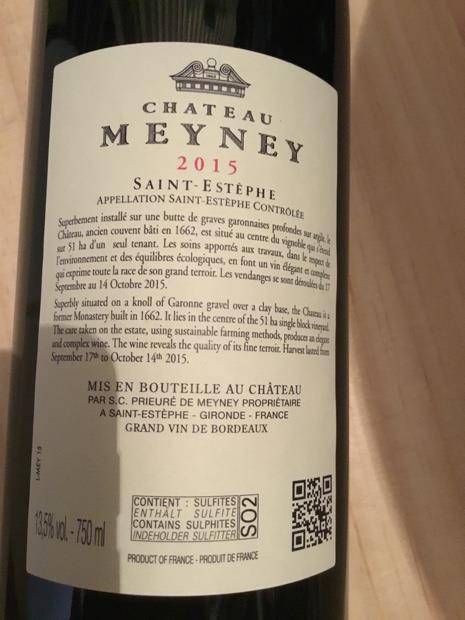 CHATEAU
MEYNEY
2015
SAINT-ESTÈPHE
APPELLATION SAINT-ESTÈPHE CONTRÔLÉE
Superbement installé sur une butte de graves garonnaises profondes sur argile, le
Château, ancien couvent bâti en 1662, est situé au centre du vignoble qui s'étend
sur 51 ha d'un seul tenant. Les soins apportés aux travaux, dans le respect de
l'environnement et des équilibres écologiques, en font un vin élégant et complexe
qui exprime toute la race de son grand terroir. Les vendanges se sont déroulées du 17
Septembre au 14 Octobre 2015.
Superbly situated on a knoll of Garonne gravel over a clay base, the Chateau is a
former Monastery built in 1662. It lies in the centre of the 51 ha single block vineyard.
The care taken on the estate, using sustainable farming methods, produces an elegant
and complex wine. The wine reveals the quality of its fine terroir. Harvest lasted from
September 17th to October 14th 2015.
MIS EN BOUTEILLE AU CHÂTEAU
PAR S.C. PRIEURÉ DE MEYNEY PROPRIÉTAIRE
A SAINT-ESTÈPHE - GIRONDE - FRANCE
GRAND VIN DE BORDEAUX
L-MEY 15
13,5% vol. - 750 ml
CONTIENT : SULFITES
ENTHÄLT SULFITE
CONTAINS SULPHITES
INDEHOLDER SULFITTER
SO2
PRODUCT OF FRANCE - PRODUIT DE FRANCE